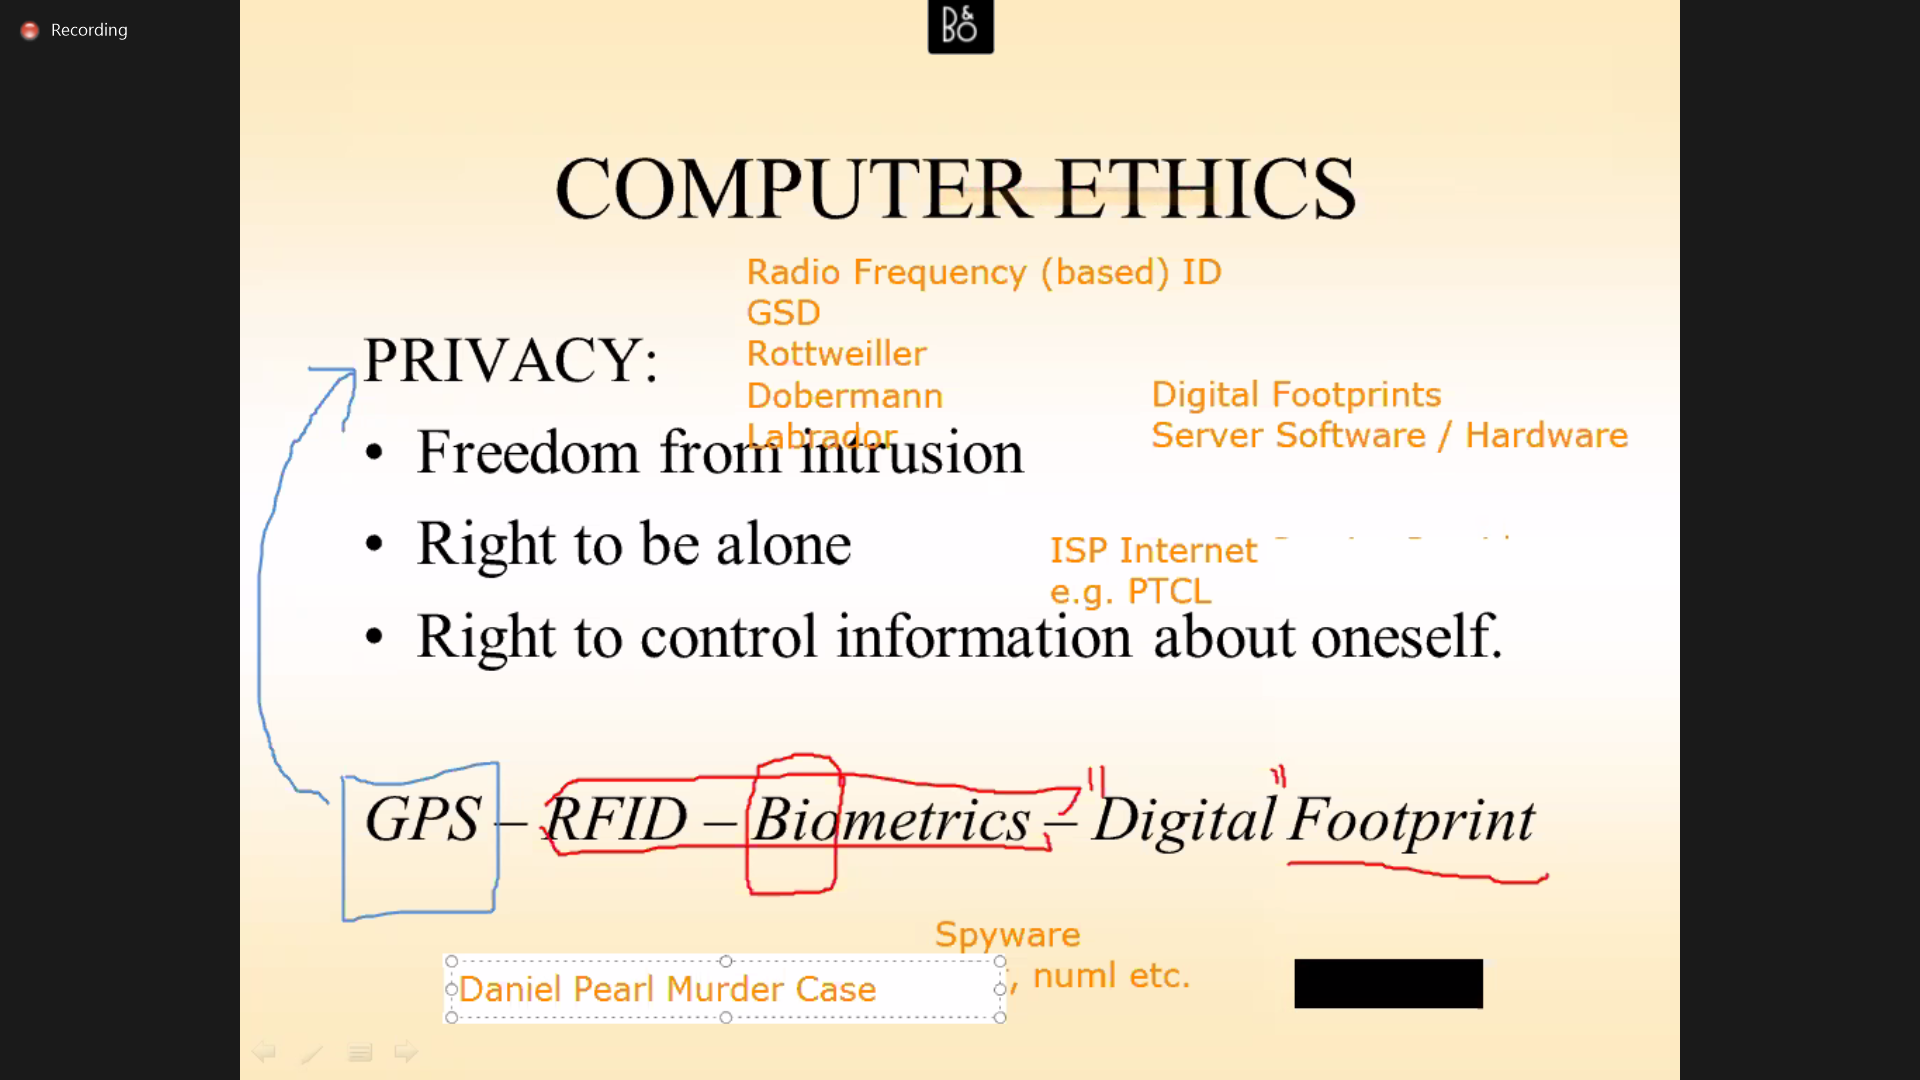 Recording
B&O
COMPUTER ETHICS
Radio Frequency (based) ID
GSD
Rottweiller
Dobermann
Labrador
PRIVACY:
Digital Footprints
Server Software / Hardware
• Freedom from intrusion
• Right to be alone
ISP Internet
e.g. PTCL
• Right to control information about oneself.
GPS – RFID – Biometrics – "Digital" Footprint
Spyware
, numl etc.
Daniel Pearl Murder Case